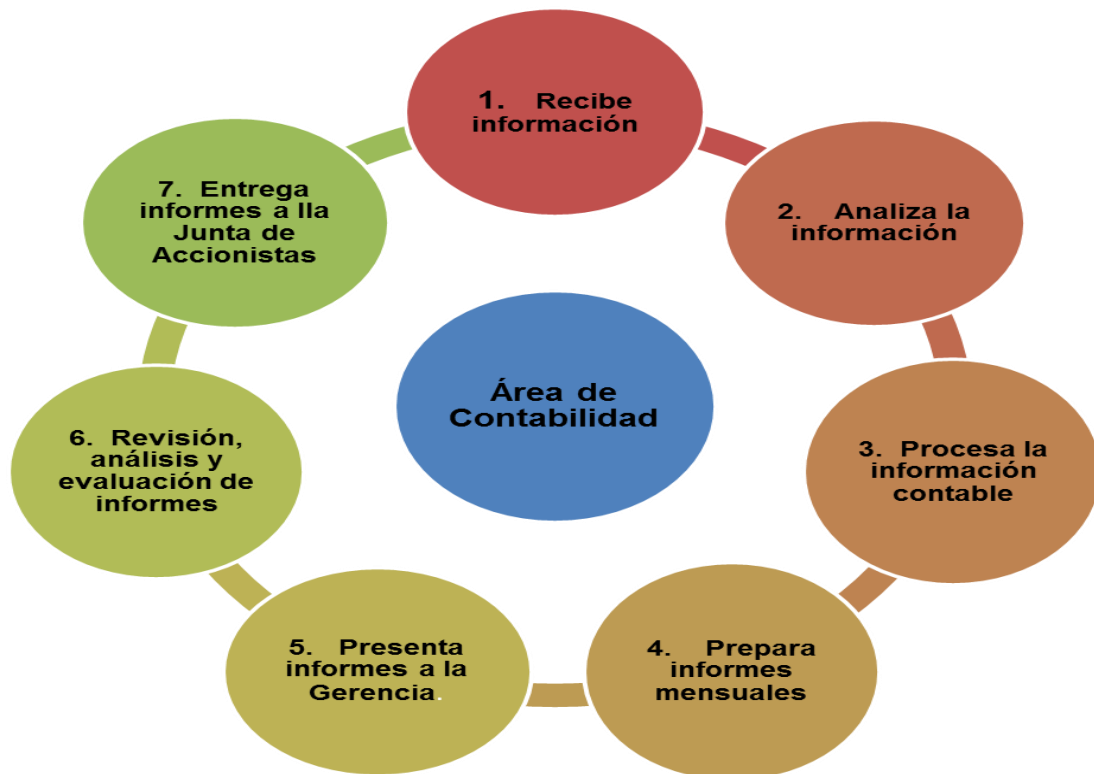 1. Recibe
información
2. Analiza la
información
3. Procesa la
información
contable
4. Prepara
informes
mensuales
5. Presenta
informes a la
Gerencia.
6. Revisión,
análisis y
evaluación de
informes
7. Entrega
informes a lla
Junta de
Accionistas
Área de
Contabilidad